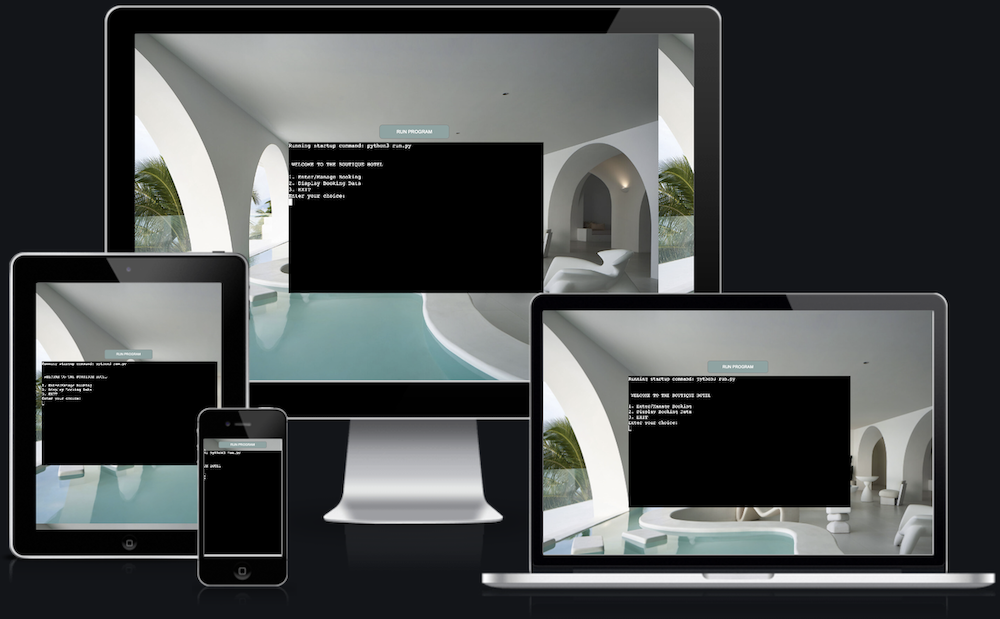 RUN PROGRAM
Running startup command: python3 run.py
WELCOME TO THE BOUTIQUE HOTEL
1. Enter/Manage Booking
2. Display Booking Data
3. EXIT
Enter your choice:
RUN PROGRAM
Running startup command: python3 run.py
WELCOME TO THE BOUTIQUE HOTEL
1. Enter/Manage Booking
2. Display Booking Data
3. EXIT
Enter your choice:
RUN PROGRAM
python3 run.py
HOTEL
RUN PROGRAM
Running startup command: python3 run.py
WELCOME TO THE BOUTIQUE HOTEL
1. Enter/Manage Booking
2. Display Booking Data
3. EXIT
Enter your choice: